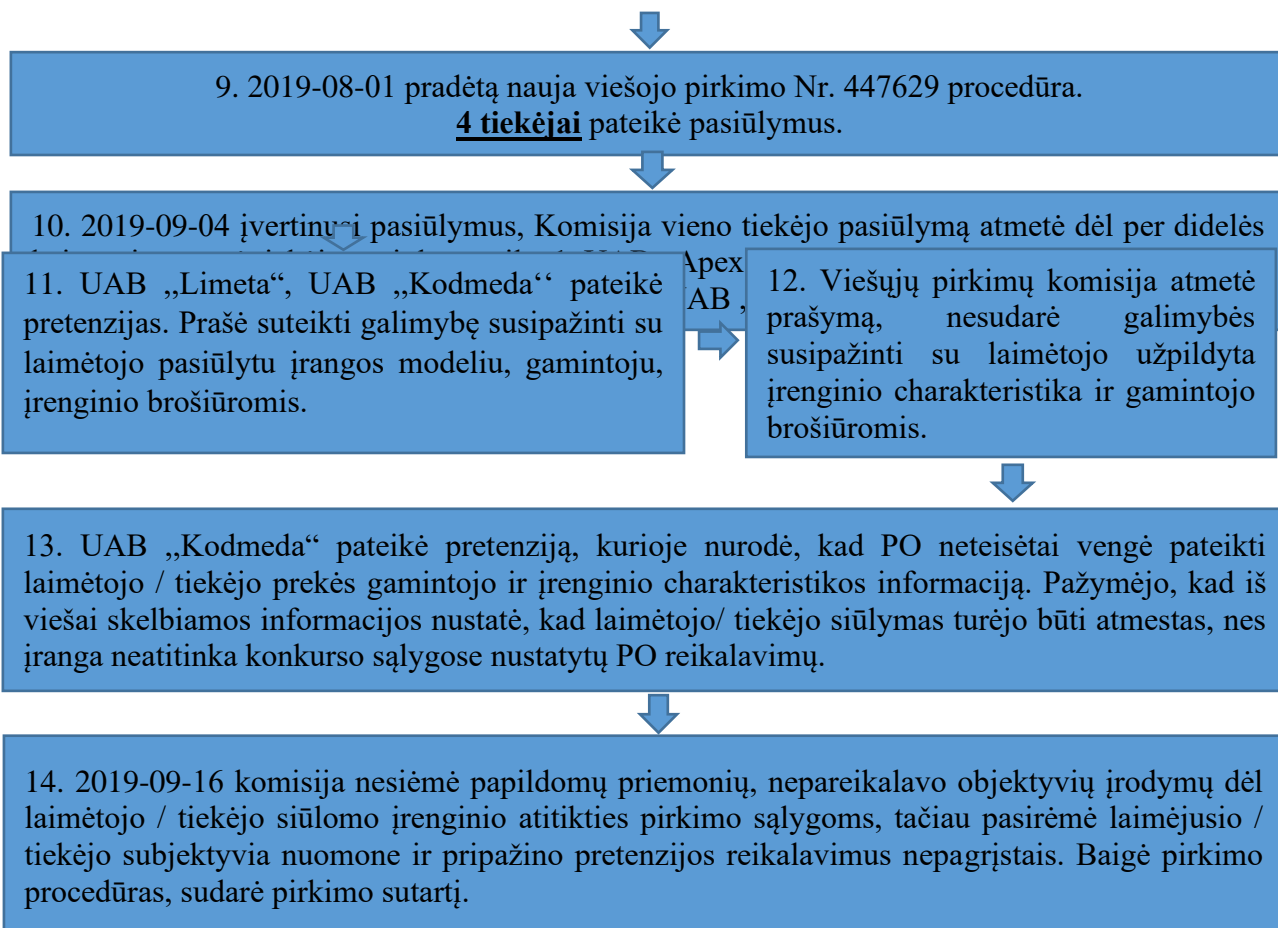 9. 2019-08-01 pradėtą nauja viešojo pirkimo Nr. 447629 procedūra.
4 tiekėjai pateikė pasiūlymus.
10. 2019-09-04 įvertinusi pasiūlymus, Komisija vieno tiekėjo pasiūlymą atmetė dėl per didelės
Apex
UAB ,
11. UAB ,,Limeta“, UAB ,,Kodmeda‘‘ pateikė
pretenzijas. Prašė suteikti galimybę susipažinti su
laimėtojo pasiūlytu įrangos modeliu, gamintoju,
įrenginio brošiūromis.
12. Viešųjų pirkimų komisija atmetė
prašymą, nesudarė galimybės
susipažinti su laimėtojo užpildyta
įrenginio charakteristika ir gamintojo
brošiūromis.
13. UAB ,,Kodmeda“ pateikė pretenziją, kurioje nurodė, kad PO neteisėtai vengė pateikti
laimėtojo / tiekėjo prekės gamintojo ir įrenginio charakteristikos informaciją. Pažymėjo, kad iš
viešai skelbiamos informacijos nustatė, kad laimėtojo/ tiekėjo siūlymas turėjo būti atmestas, nes
įranga neatitinka konkurso sąlygose nustatytų PO reikalavimų.
14. 2019-09-16 komisija nesiėmė papildomų priemonių, nepareikalavo objektyvių įrodymų dėl
laimėtojo / tiekėjo siūlomo įrenginio atitikties pirkimo sąlygoms, tačiau pasirėmė laimėjusio /
tiekėjo subjektyvia nuomone ir pripažino pretenzijos reikalavimus nepagrįstais. Baigė pirkimo
procedūras, sudarė pirkimo sutartį.